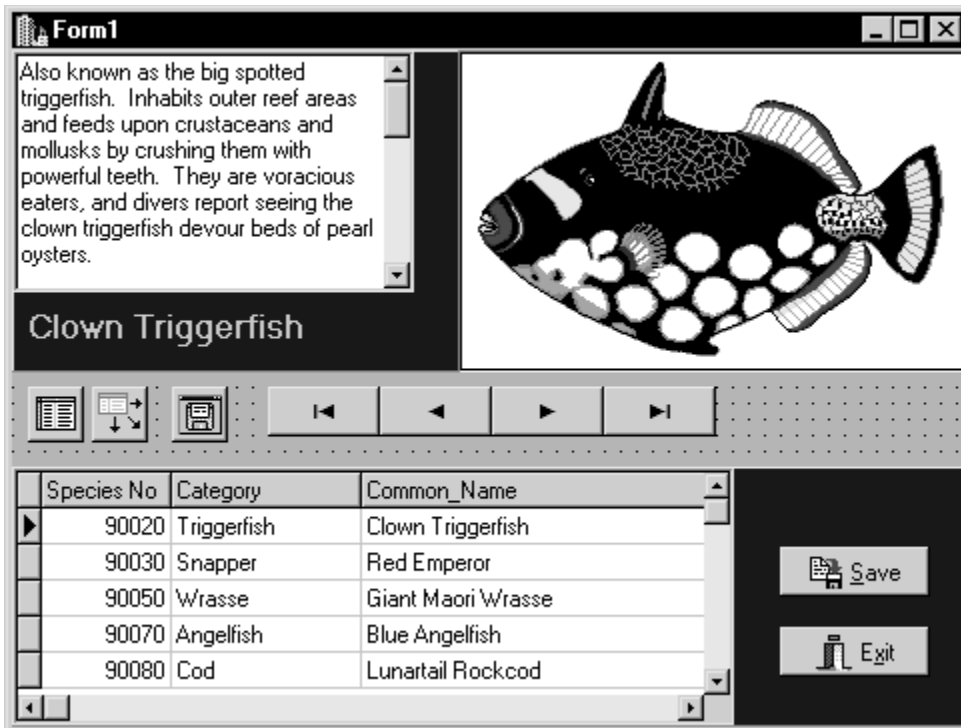 Form1
Also known as the big spotted
triggerfish. Inhabits outer reef areas
and feeds upon crustaceans and
mollusks by crushing them with
powerful teeth. They are voracious
eaters, and divers report seeing the
clown triggerfish devour beds of pearl
oysters.
Clown Triggerfish
Species No Category Common_Name
90020 Triggerfish Clown Triggerfish
90030 Snapper Red Emperor
90050 Wrasse Giant Maori Wrasse
90070 Angelfish Blue Angelfish
90080 Cod Lunartail Rockcod
Save
Exit